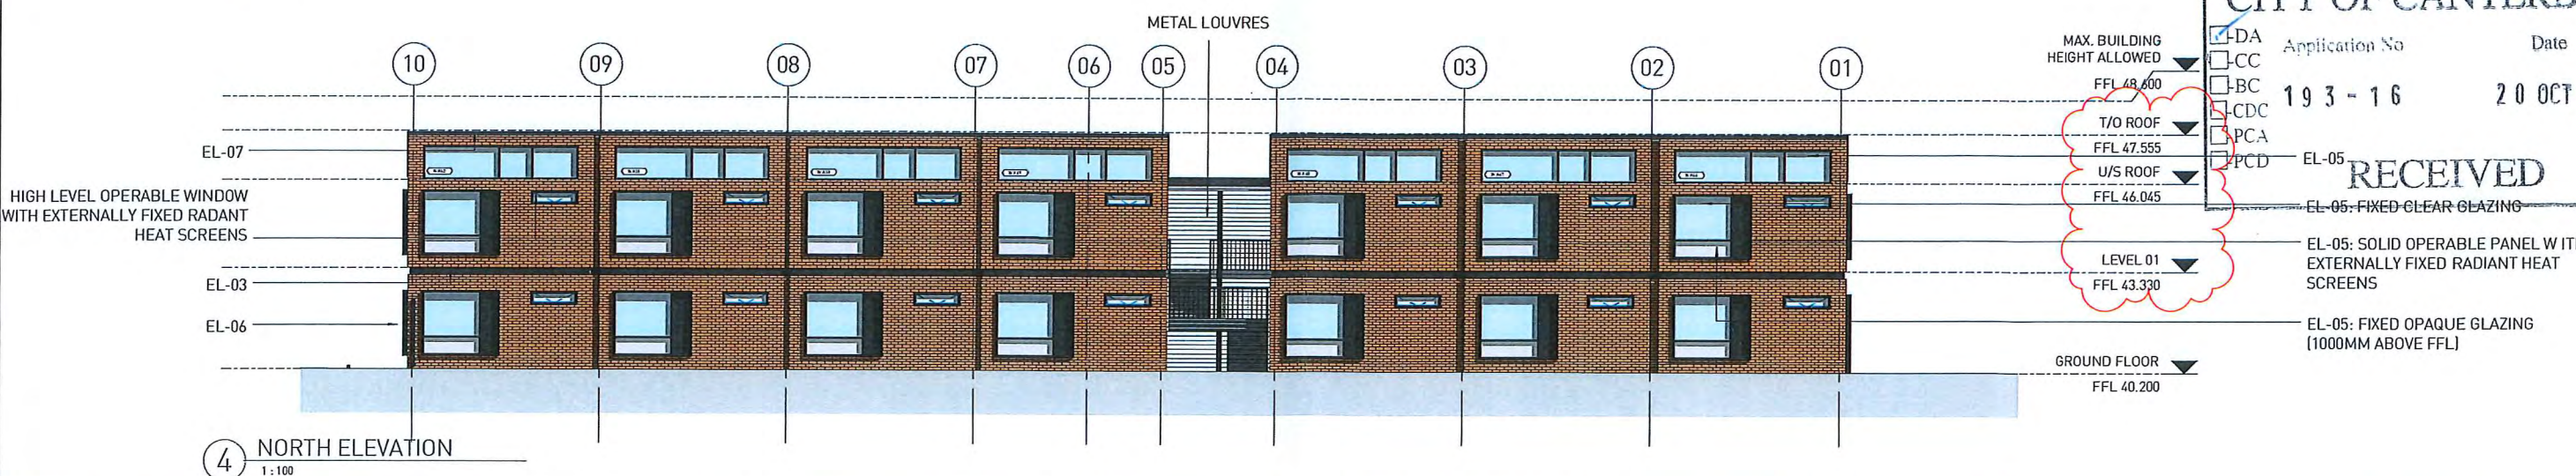 METAL LOUVRES
10
09
08
07
06
05
04
03
02
01
EL-07
HIGH LEVEL OPERABLE WINDOW
WITH EXTERNALLY FIXED RADANT
HEAT SCREENS
EL-03
EL-06
MAX. BUILDING
HEIGHT ALLOWED
FFL 48.600
T/O ROOF
FFL 47.555
U/S ROOF
FFL 46.045
LEVEL 01
FFL 43.330
GROUND FLOOR
FFL 40.200
CITY OF
DA
CC
BC
CDC
PCA
PCD
Application No
Date
193-16
20 OCT
RECEIVED
EL-05
EL-05: FIXED CLEAR GLAZING
EL-05: SOLID OPERABLE PANEL W
EXTERNALLY FIXED RADIANT HEAT
SCREENS
EL-05: FIXED OPAQUE GLAZING
(1000MM ABOVE FFL)
4 NORTH ELEVATION
1:100